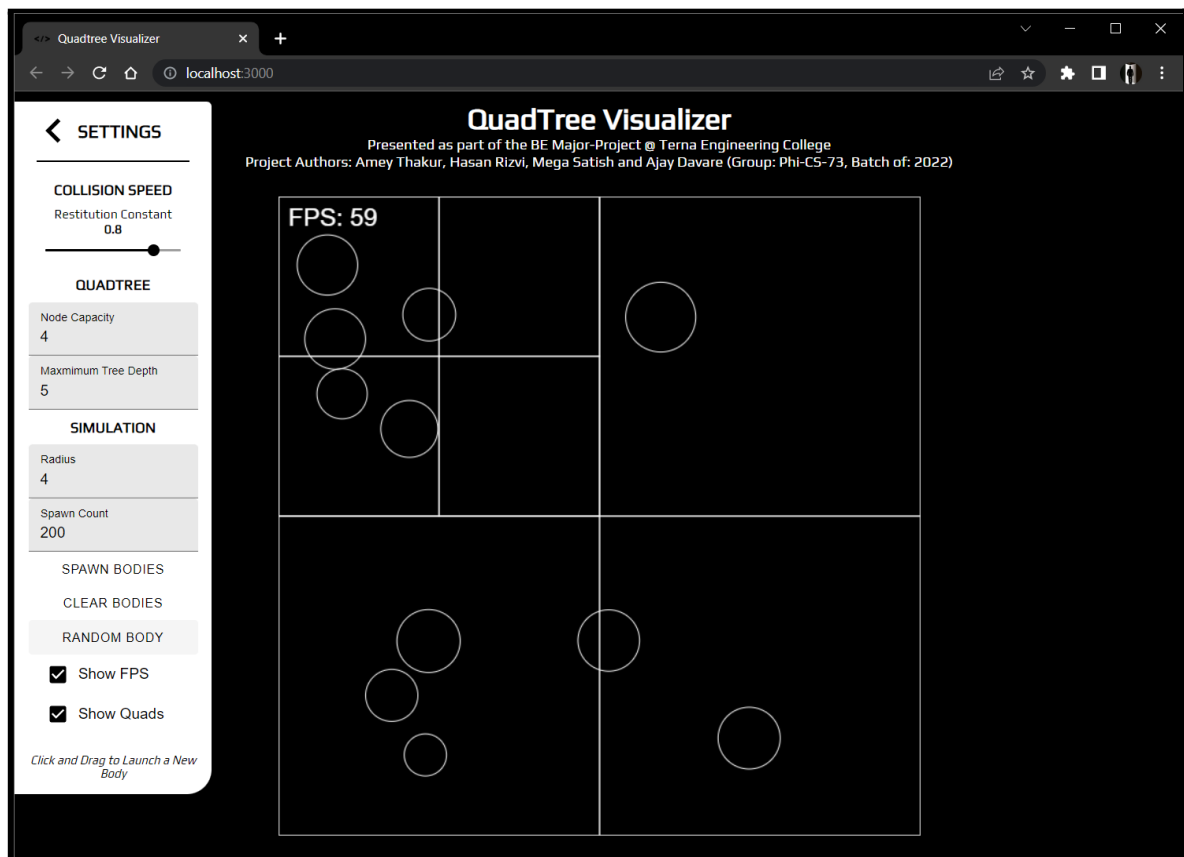 Quadtree Visualizer
localhost:3000
SETTINGS
COLLISION SPEED
Restitution Constant
0.8
QUADTREE
Node Capacity
4
Maxmimum Tree Depth
5
SIMULATION
Radius
4
Spawn Count
200
SPAWN BODIES
CLEAR BODIES
RANDOM BODY
Show FPS
Show Quads
Click and Drag to Launch a New
Body
QuadTree Visualizer
Presented as part of the BE Major-Project @ Terna Engineering College
Project Authors: Amey Thakur, Hasan Rizvi, Mega Satish and Ajay Davare (Group: Phi-CS-73, Batch of: 2022)
FPS: 59